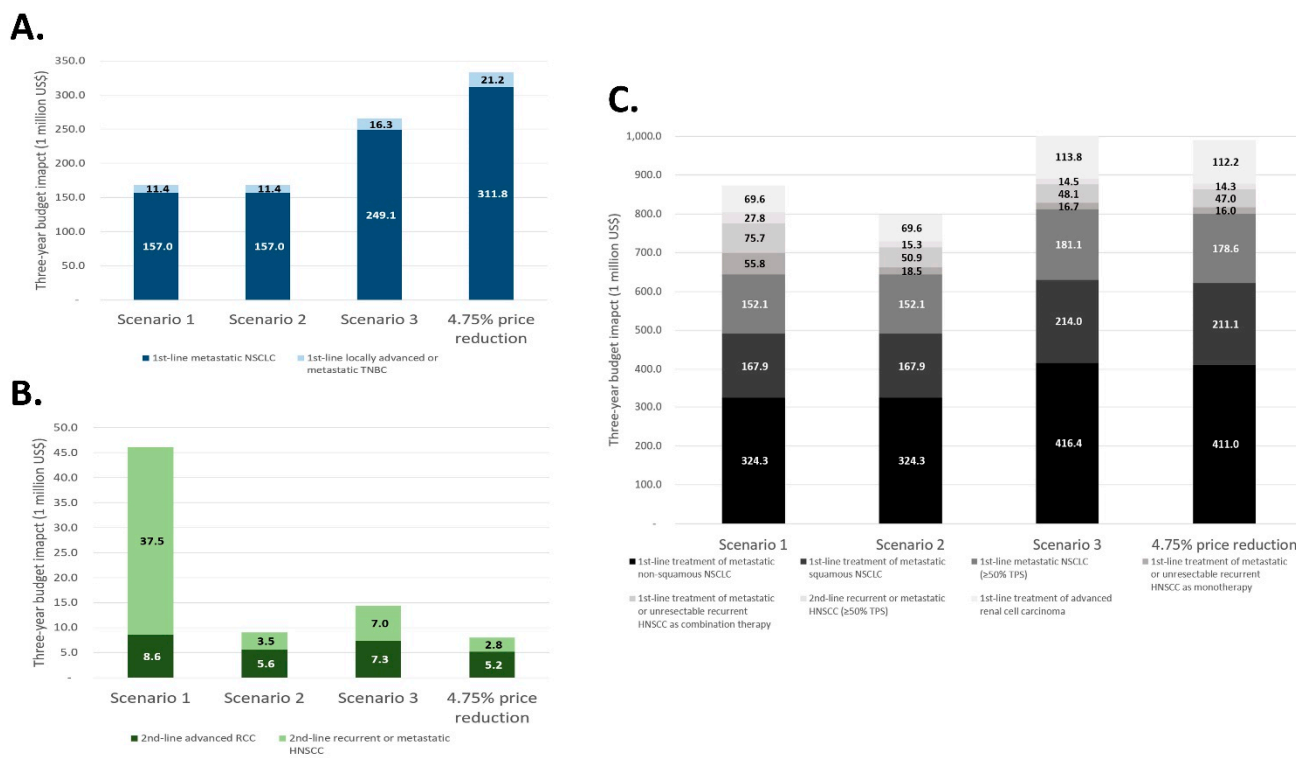 A.
Three-year budget imapct (1 million US$)
350.0
300.0
250.0
200.0
150.0
100.0
50.0
-
11.4
157.0
11.4
157.0
16.3
249.1
21.2
311.8
Scenario 1
Scenario 2
Scenario 3
4.75% price
reduction
1st-line metastatic NSCLC
1st-line locally advanced or
metastatic TNBC
B.
Three-year budget imapct (1 million US$)
50.0
45.0
40.0
35.0
30.0
25.0
20.0
15.0
10.0
5.0
-
37.5
8.6
3.5
5.6
7.0
7.3
2.8
5.2
Scenario 1
Scenario 2
Scenario 3
4.75% price
reduction
2nd-line advanced RCC
2nd-line recurrent or metastatic
HNSCC
C.
Three-year budget imapct (1 million US$)
1,000.0
900.0
800.0
700.0
600.0
500.0
400.0
300.0
200.0
100.0
-
69.6
27.8
75.7
55.8
152.1
167.9
324.3
69.6
15.3
50.9
18.5
152.1
167.9
324.3
113.8
14.5
48.1
16.7
181.1
214.0
416.4
112.2
14.3
47.0
16.0
178.6
211.1
411.0
Scenario 1
Scenario 2
Scenario 3
4.75% price reduction
1st-line treatment of metastatic
non-squamous NSCLC
1st-line treatment of metastatic
squamous NSCLC
1st-line metastatic NSCLC
(≥50% TPS)
1st-line treatment of metastatic
or unresectable recurrent
HNSCC as monotherapy
1st-line treatment of metastatic
or unresectable recurrent
HNSCC as combination therapy
2nd-line recurrent or metastatic
HNSCC (≥50% TPS)
1st-line treatment of advanced
renal cell carcinoma